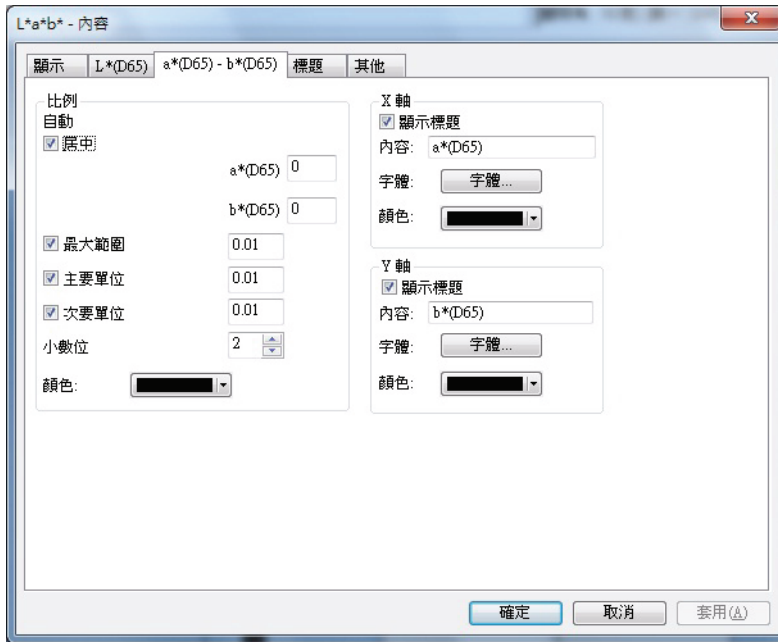 L*a*b* - 內容
顯示 L*(D65) a*(D65) - b*(D65) 標題 其他
比例
自動
居中
a*(D65) 0
b*(D65) 0
最大範圍 0.01
主要單位 0.01
次要單位 0.01
小數位 2
顏色:
X 軸
顯示標題
內容: a*(D65)
字體: 字體...
顏色:
Y 軸
顯示標題
內容: b*(D65)
字體: 字體...
顏色:
確定 取消 套用(A)